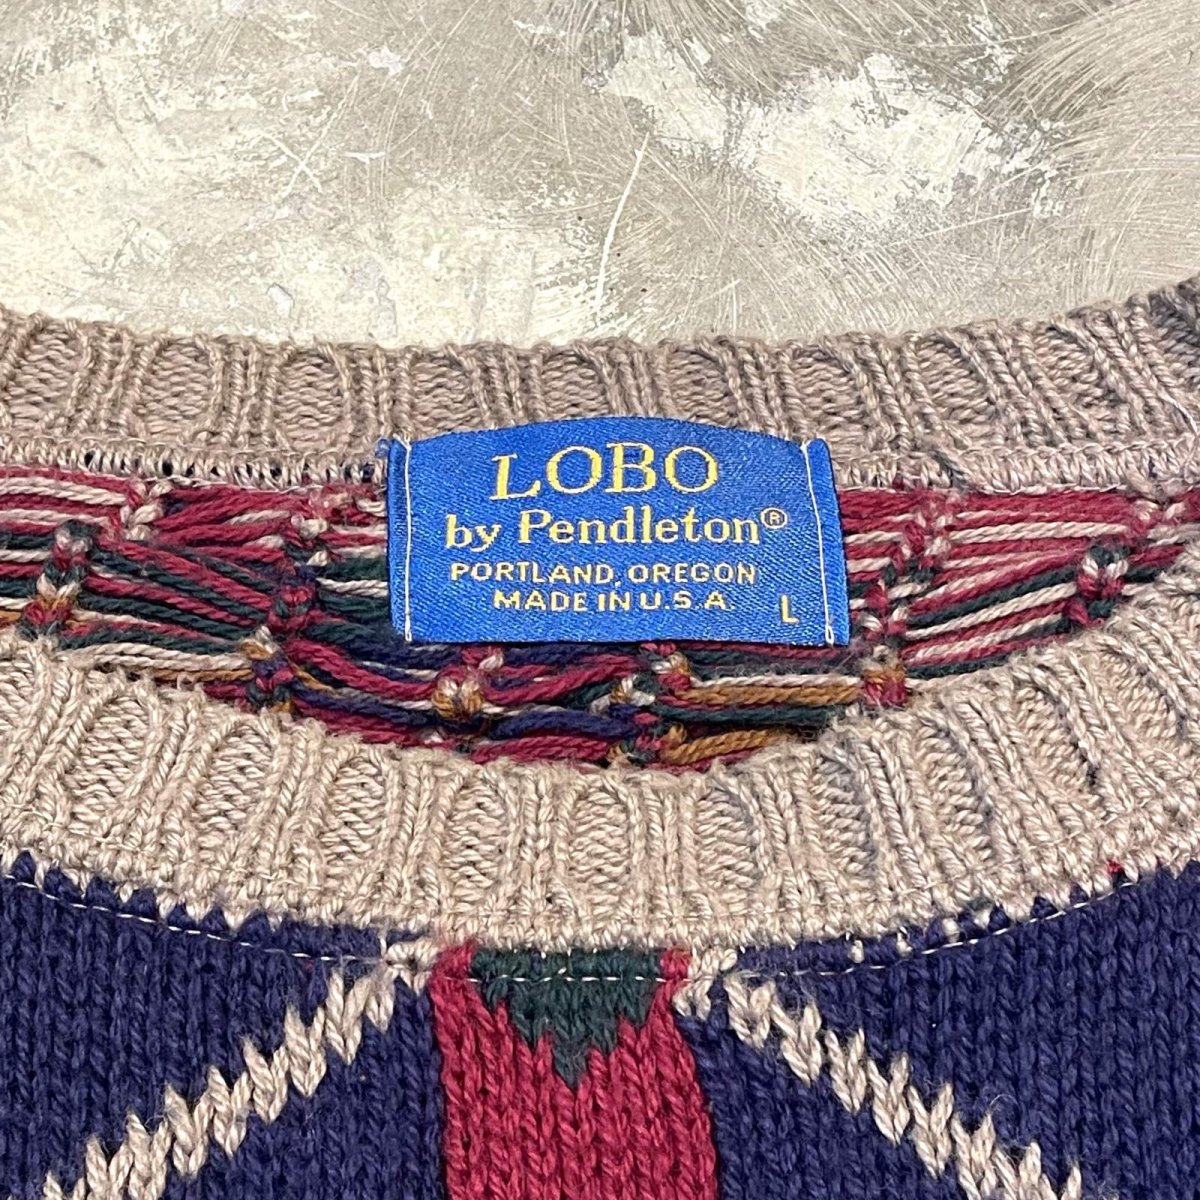 LOBO
by Pendleton®
PORTLAND, OREGON
MADE IN U.S.A. L